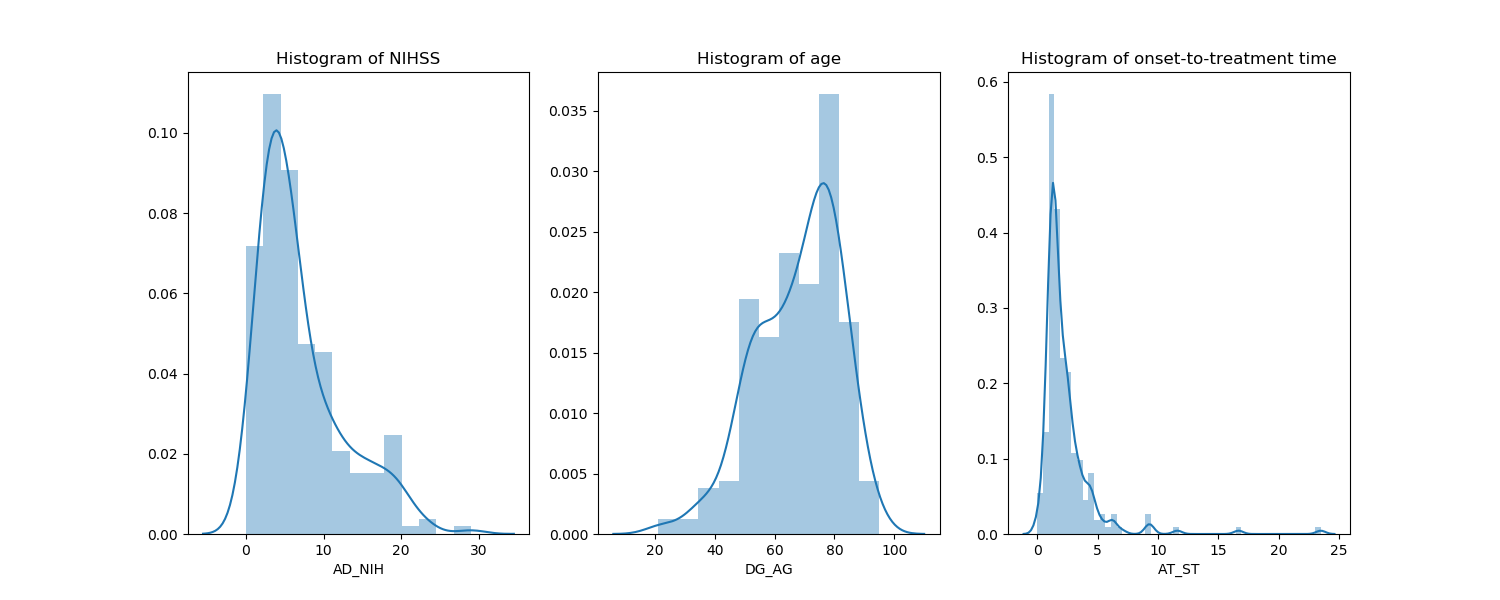 Histogram of NIHSS
0.10
0.08
0.06
0.04
0.02
0.00
0 10 20 30
AD_NIH
Histogram of age
0.035
0.030
0.025
0.020
0.015
0.010
0.005
0.000
20 40 60 80 100
DG_AG
Histogram of onset-to-treatment time
0.6
0.5
0.4
0.3
0.2
0.1
0.0
0 5 10 15 20 25
AT_ST